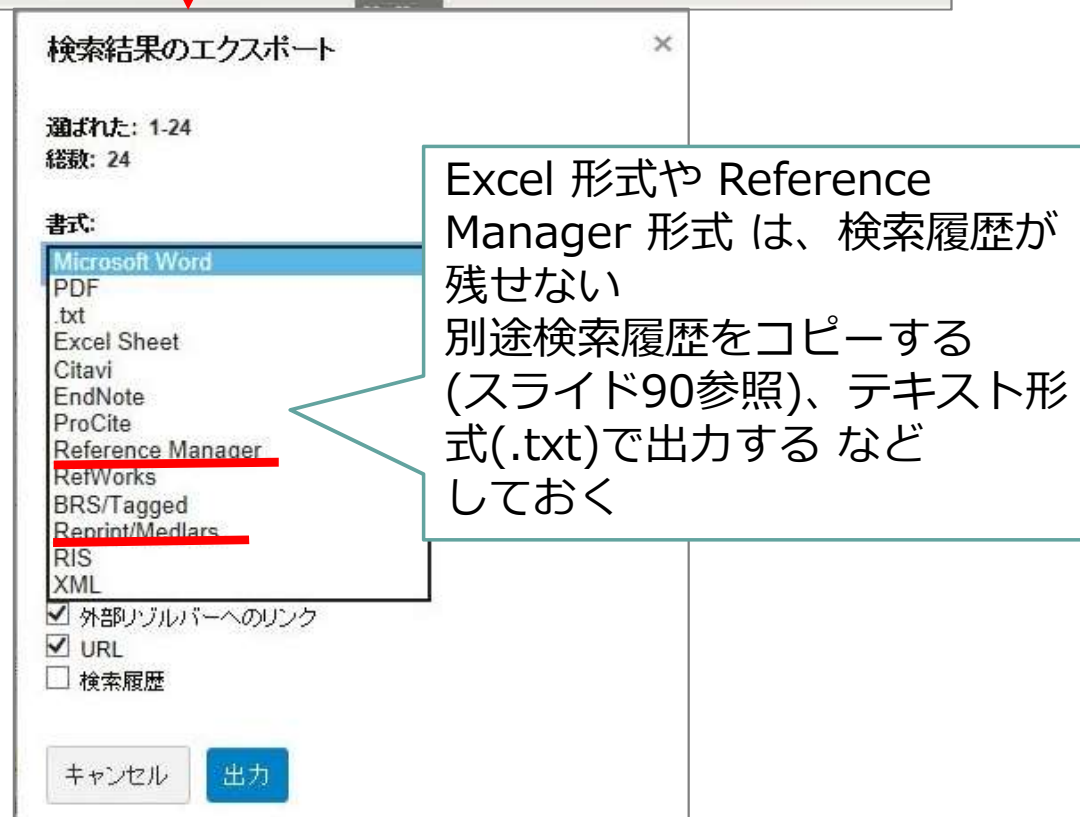 検索結果のエクスポート
×
選ばれた: 1-24
総数: 24
書式:
Microsoft Word
PDF
.txt
Excel Sheet
Citavi
EndNote
ProCite
Reference Manager
RefWorks
BRS/Tagged
Reprint/Medlars
RIS
XML
外部リゾルバーへのリンク
URL
検索履歴
キャンセル
出力
Excel 形式や Reference
Manager 形式 は、検索履歴が
残せない
別途検索履歴をコピーする
(スライド90参照)、テキスト形
式(.txt)で出力する など
しておく